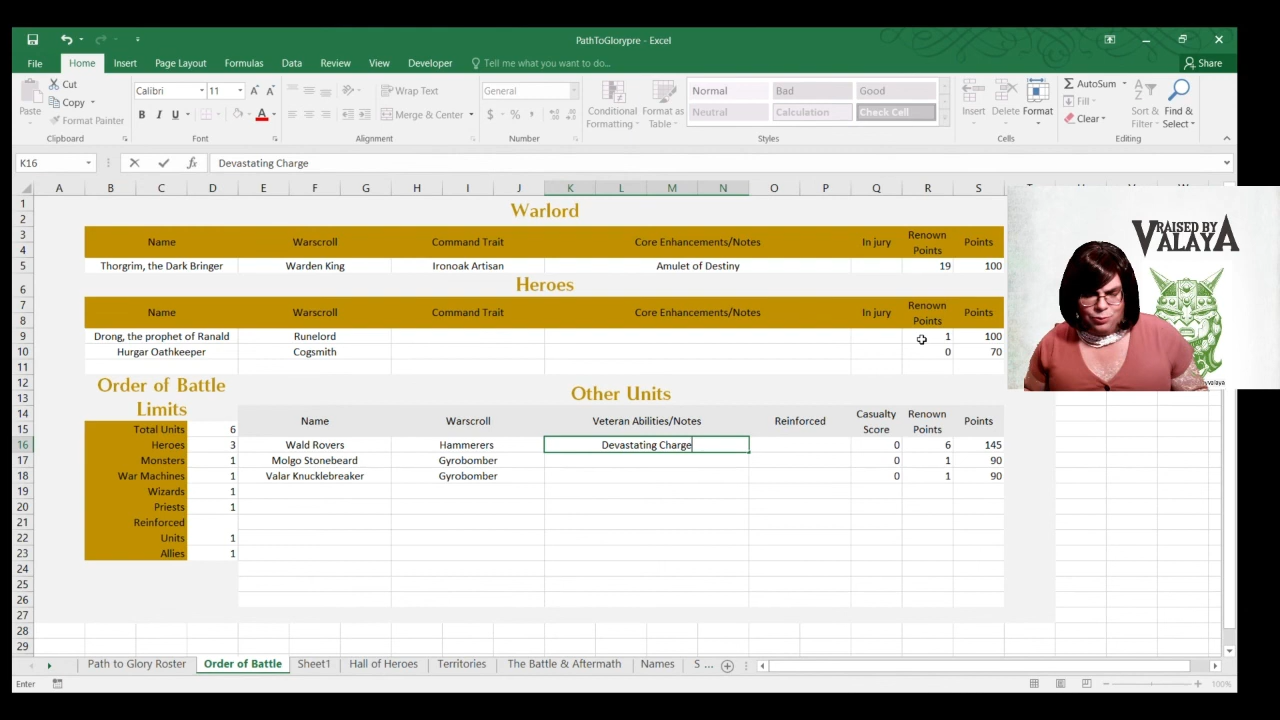 PathToGlorypre - Excel
File Home Insert Page Layout Formulas Data Review View Developer Tell me what you want to do... Share
Cut
Copy
Format Painter
Paste
Clipboard
Calibri 11
B I U
Font
Wrap Text
Merge & Center
Alignment
General
Number
Conditional Formatting
Format as Table
Normal Bad Good
Neutral Calculation Check Cell
Styles
Insert Delete Format
Cells
AutoSum
Fill
Clear
Sort & Filter
Find & Select
Editing
K16 fx Devastating Charge
A B C D E F G H I J K L M N O P Q R S
Warlord
Name Warscroll Command Trait Core Enhancements/Notes In jury Renown Points Points
5 Thorgrim, the Dark Bringer Warden King Ironoak Artisan Amulet of Destiny 19 100
Heroes
Name Warscroll Command Trait Core Enhancements/Notes In jury Renown Points Points
9 Drong, the prophet of Ranald Runelord 1 100
10 Hurgar Oathkeeper Cogsmith 0 70
Order of Battle
Limits
Total Units 6
Heroes 3
Monsters 1
War Machines 1
Wizards 1
Priests 1
Reinforced
Units 1
Allies 1
Other Units
Name Warscroll Veteran Abilities/Notes Reinforced Casualty Score Renown Points Points
16 Wald Rovers Hammerers Devastating Charge 0 6 145
17 Molgo Stonebeard Gyrobomber 0 1 90
18 Valar Knucklebreaker Gyrobomber 0 1 90
RAISED BY
VALAYA
Path to Glory Roster Order of Battle Sheet1 Hall of Heroes Territories The Battle & Aftermath Names S ...
Enter 100%